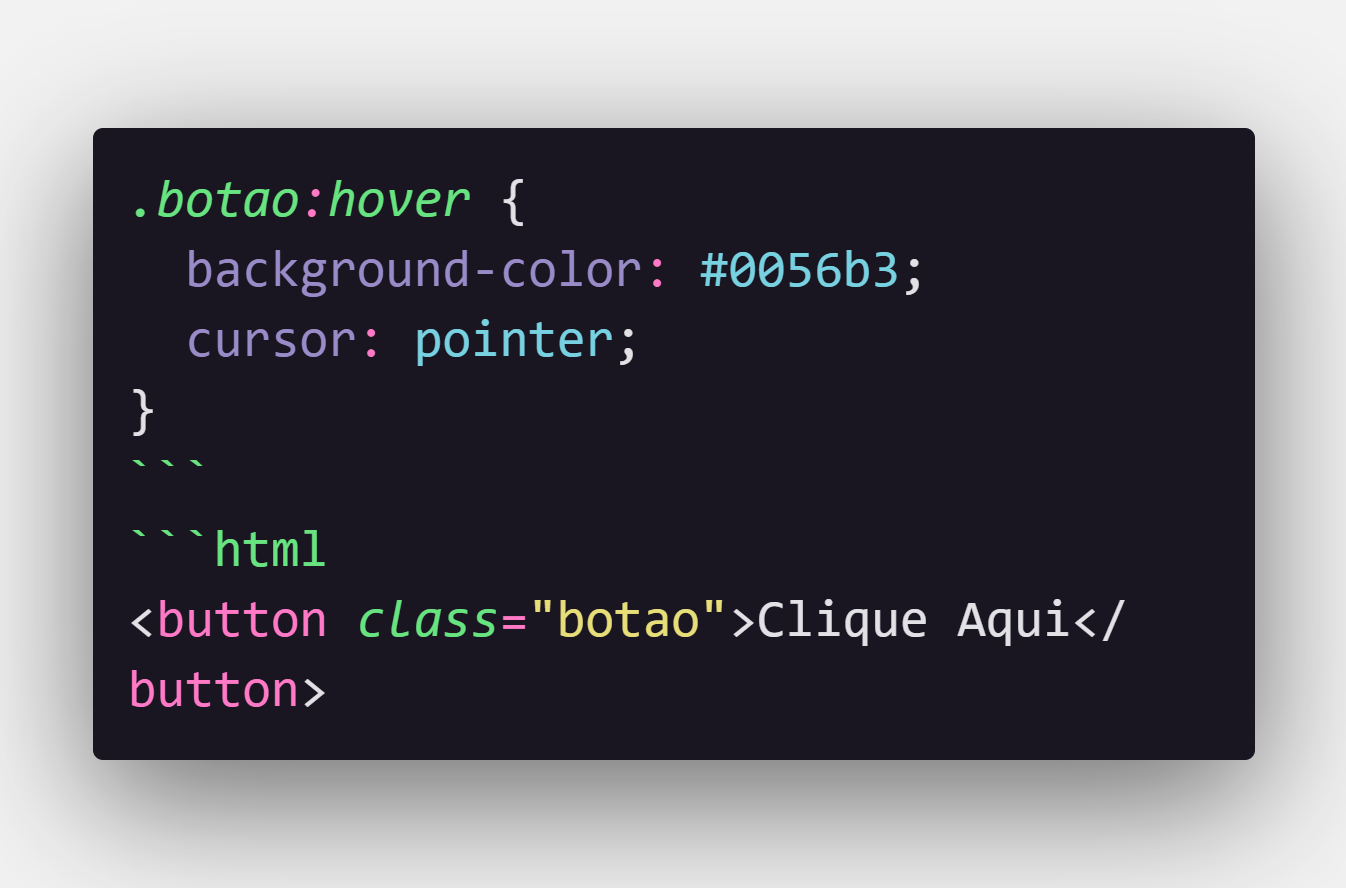 .botao:hover {
  background-color: #0056b3;
  cursor: pointer;
}
```
```html
<button class="botao">Clique Aqui</
button>